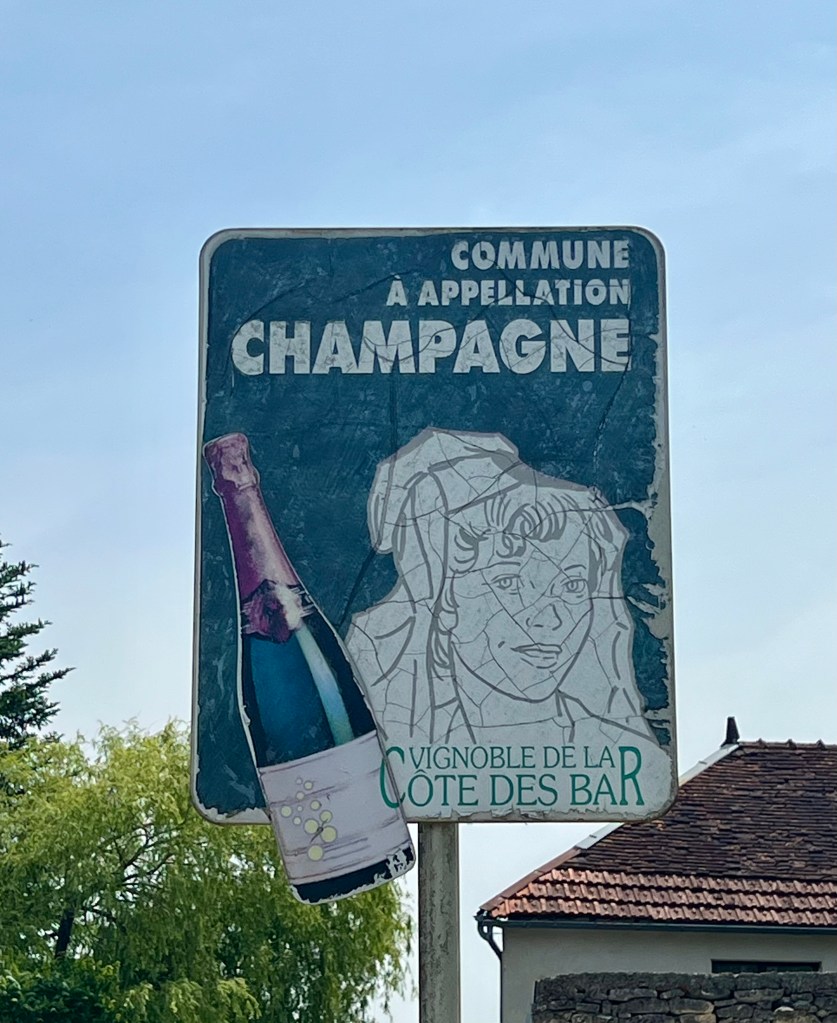 COMMUNE
À APPELLATION
CHAMPAGNE
VIGNOBLE DE LA
CÔTE DES BAR